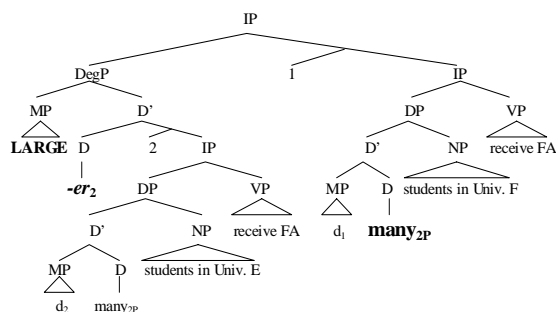 IP
DegP 1 IP
MP D' DP VP
LARGE D 2 IP D' NP receive FA
-er2 DP VP MP D students in Univ. F
D' NP receive FA d1 many2P
MP D students in Univ. E
d2 many2P